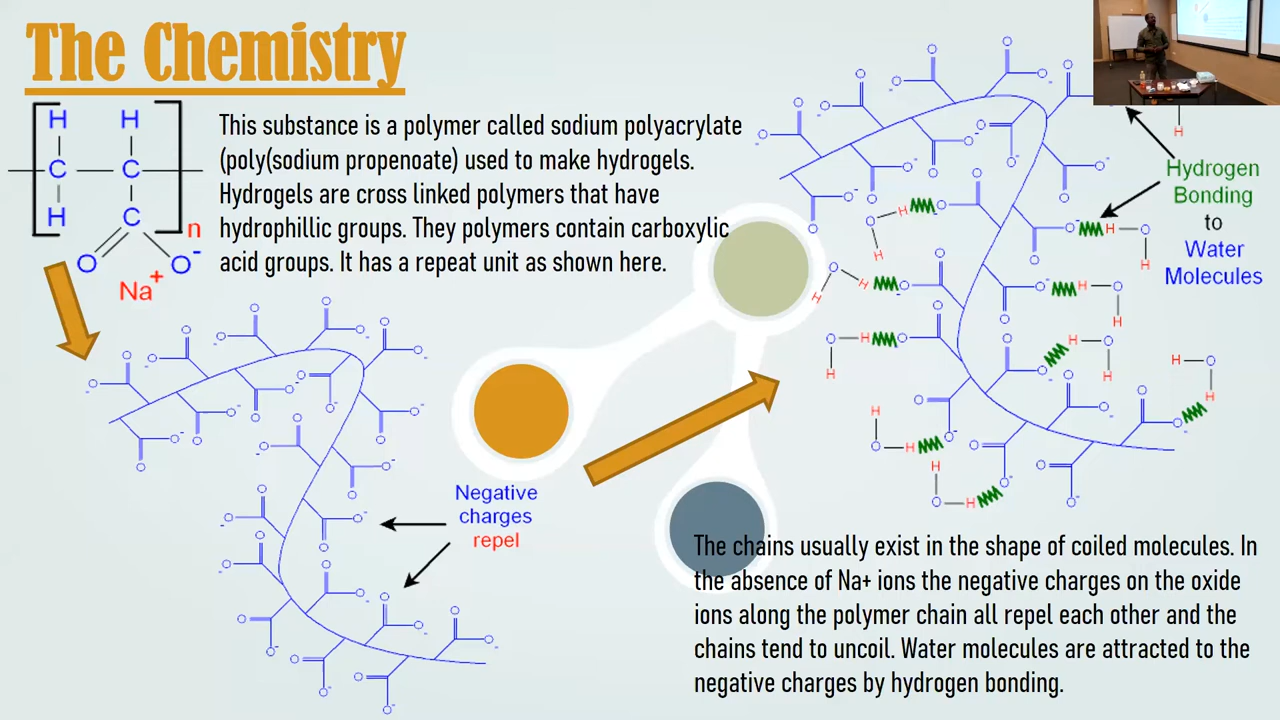 The Chemistry
H H
C C
H C
O O-
n
Na+
This substance is a polymer called sodium polyacrylate
(poly(sodium propenoate) used to make hydrogels.
Hydrogels are cross linked polymers that have
hydrophillic groups. They polymers contain carboxylic
acid groups. It has a repeat unit as shown here.
Hydrogen
Bonding
to
Water
Molecules
Negative
charges
repel
The chains usually exist in the shape of coiled molecules. In
the absence of Na+ ions the negative charges on the oxide
ions along the polymer chain all repel each other and the
chains tend to uncoil. Water molecules are attracted to the
negative charges by hydrogen bonding.